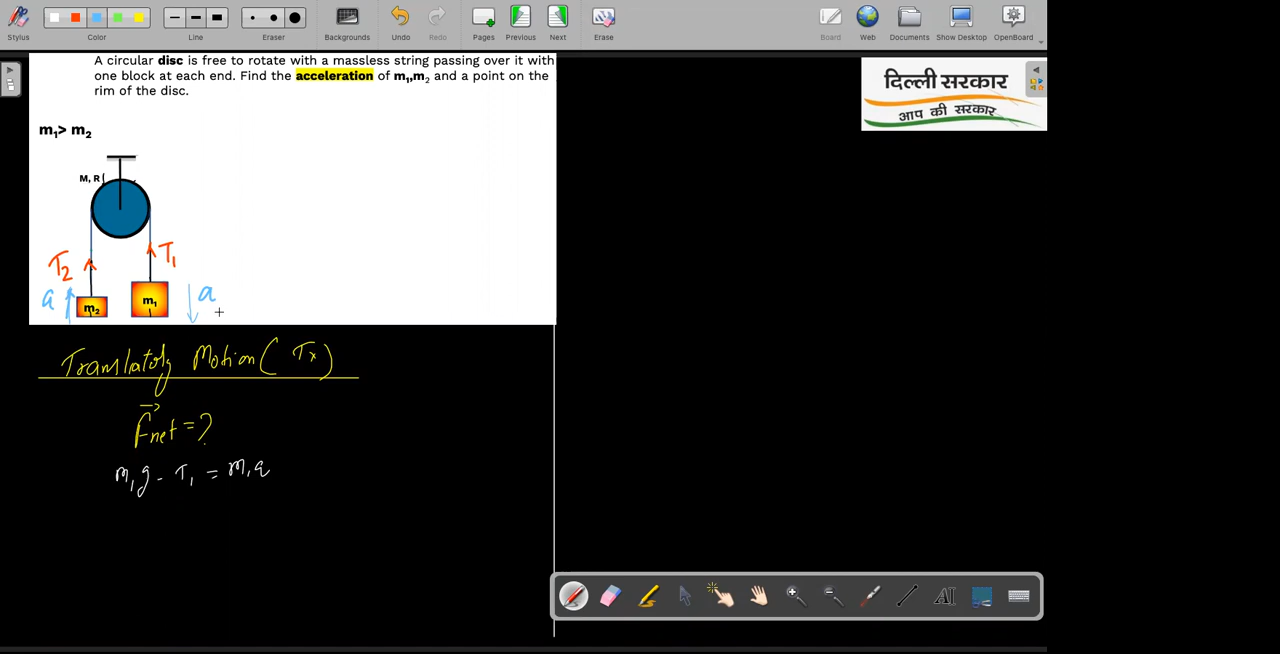 Stylus
Color
Line
Eraser
Backgrounds
Undo
Redo
Pages
Previous
Next
Erase
Board
Web
Documents
Show Desktop
OpenBoard
A circular disc is free to rotate with a massless string passing over it with
one block at each end. Find the acceleration of m₁,m₂ and a point on the
rim of the disc.
m₁> m₂
M, R
T₂
T₁
a
m₂
m₁
a
दिल्ली सरकार
आप की सरकार
Translatory Motion ( Tx )
F⃗net = ?
m₁g - T₁ = m₁a
AI